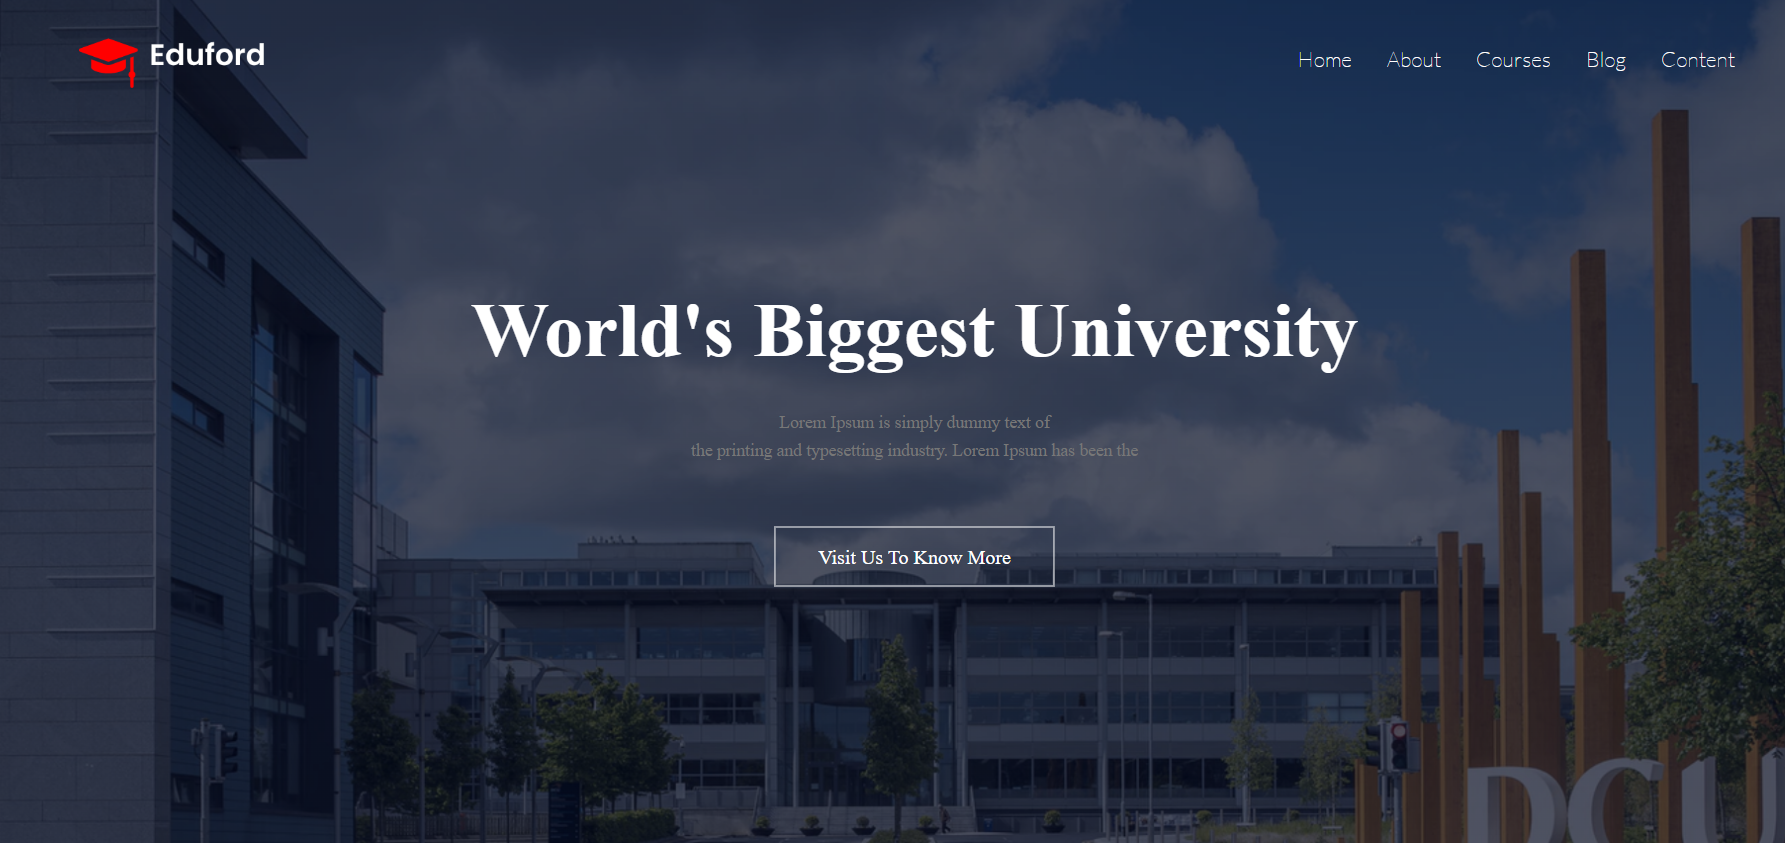 Eduford
Home About Courses Blog Content
World's Biggest University
Lorem Ipsum is simply dummy text of
the printing and typesetting industry. Lorem Ipsum has been the
Visit Us To Know More
DCU